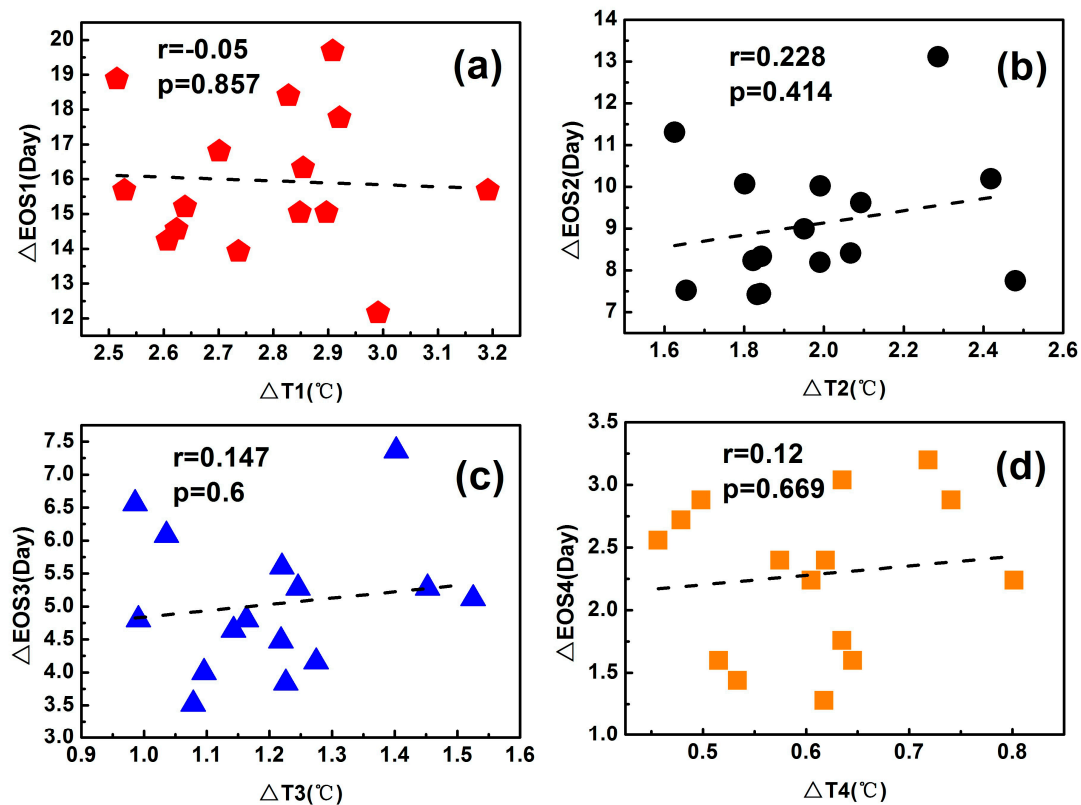 r=-0.05
p=0.857
(a)
△EOS1(Day)
20
19
18
17
16
15
14
13
12
2.5 2.6 2.7 2.8 2.9 3.0 3.1 3.2
△T1(℃)
r=0.228
p=0.414
(b)
△EOS2(Day)
14
13
12
11
10
9
8
7
1.6 1.8 2.0 2.2 2.4 2.6
△T2(℃)
r=0.147
p=0.6
(c)
△EOS3(Day)
7.5
7.0
6.5
6.0
5.5
5.0
4.5
4.0
3.5
3.0
0.9 1.0 1.1 1.2 1.3 1.4 1.5 1.6
△T3(℃)
r=0.12
p=0.669
(d)
△EOS4(Day)
3.5
3.0
2.5
2.0
1.5
1.0
0.5 0.6 0.7 0.8
△T4(℃)